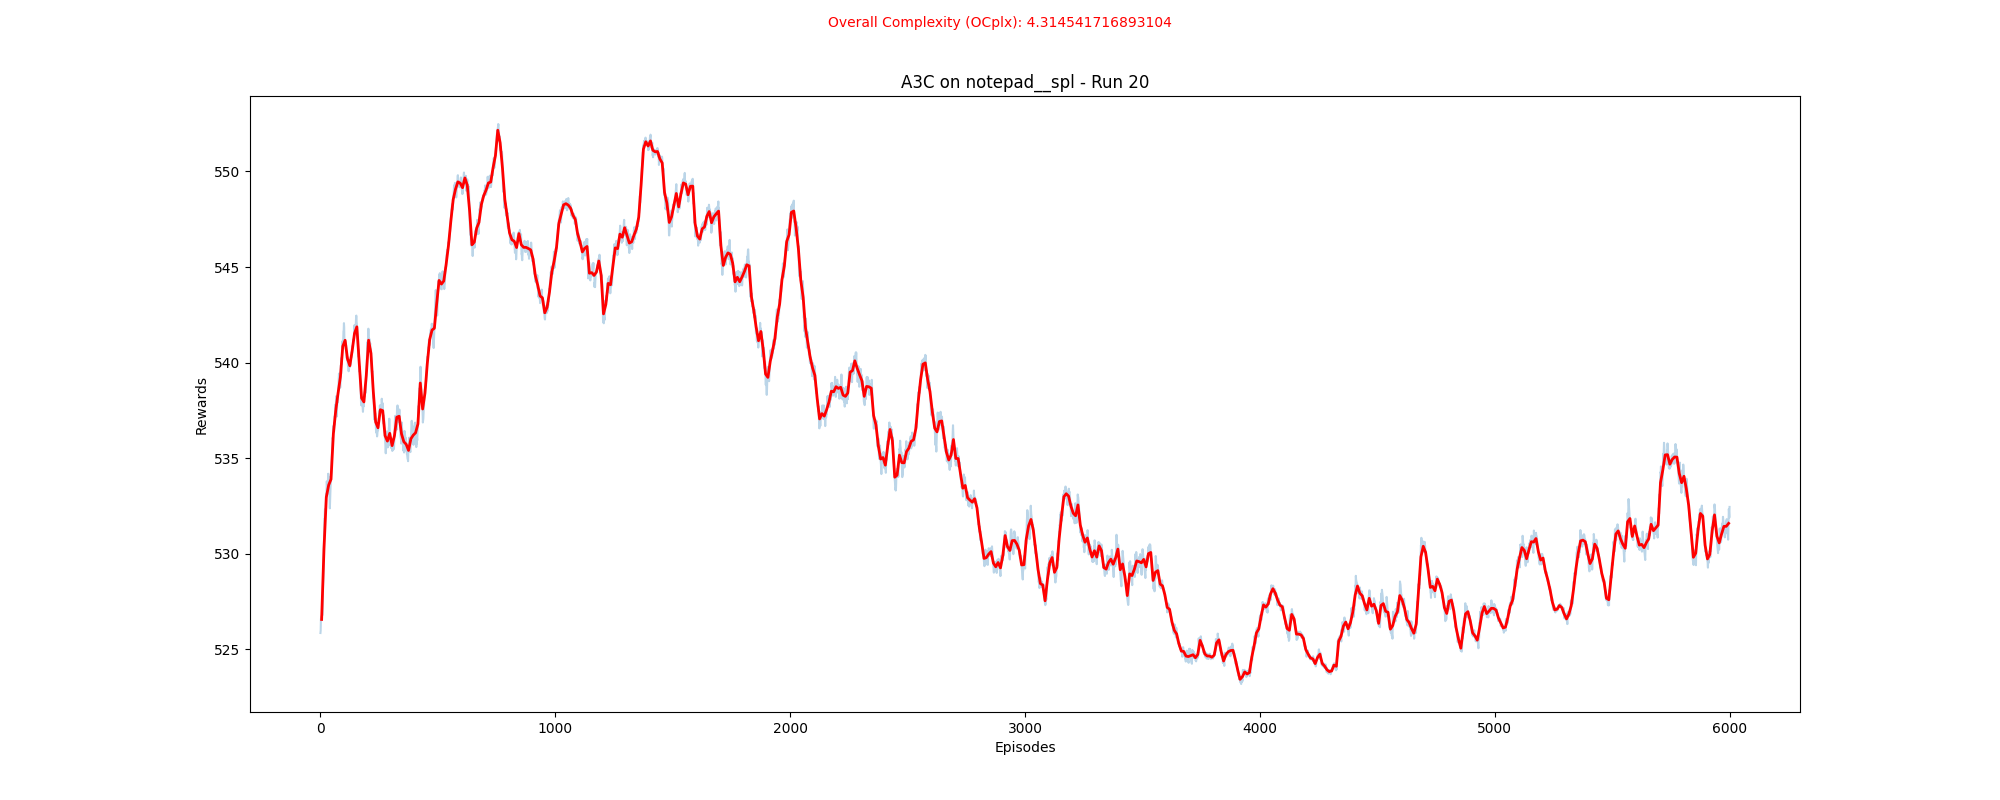 Overall Complexity (OCplx): 4.314541716893104
A3C on notepad__spl - Run 20
Rewards
550
545
540
535
530
525
0 1000 2000 3000 4000 5000 6000
Episodes